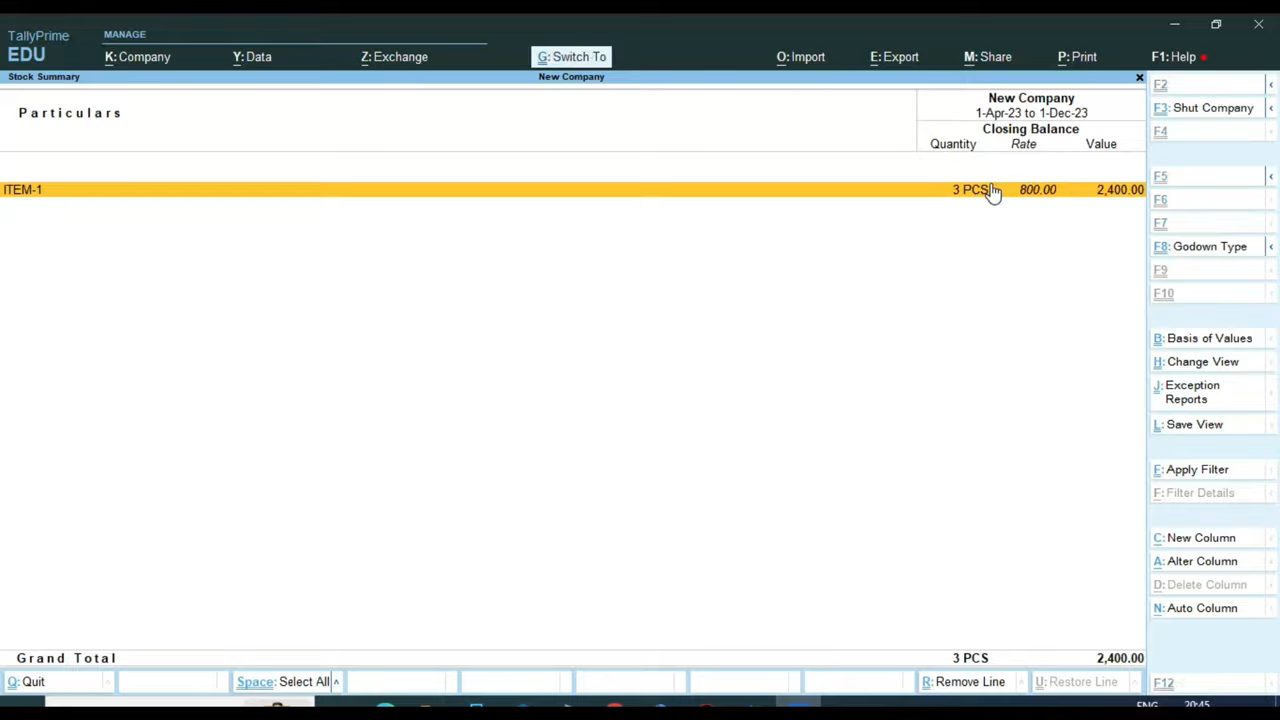 TallyPrime
EDU
MANAGE
K: Company
Y: Data
Z: Exchange
G: Switch To
O: Import
E: Export
M: Share
P: Print
F1: Help
Stock Summary
New Company
Particulars
New Company
1-Apr-23 to 1-Dec-23
Closing Balance
Quantity Rate Value
ITEM-1 3 PCS 800.00 2,400.00
Grand Total 3 PCS 2,400.00
F2
F3: Shut Company
F4
F5
F6
F7
F8: Godown Type
F9
F10
B: Basis of Values
H: Change View
J: Exception
Reports
L: Save View
F: Apply Filter
F: Filter Details
C: New Column
A: Alter Column
D: Delete Column
N: Auto Column
F12
Q: Quit
Space: Select All
R: Remove Line
U: Restore Line
ENG 20:45